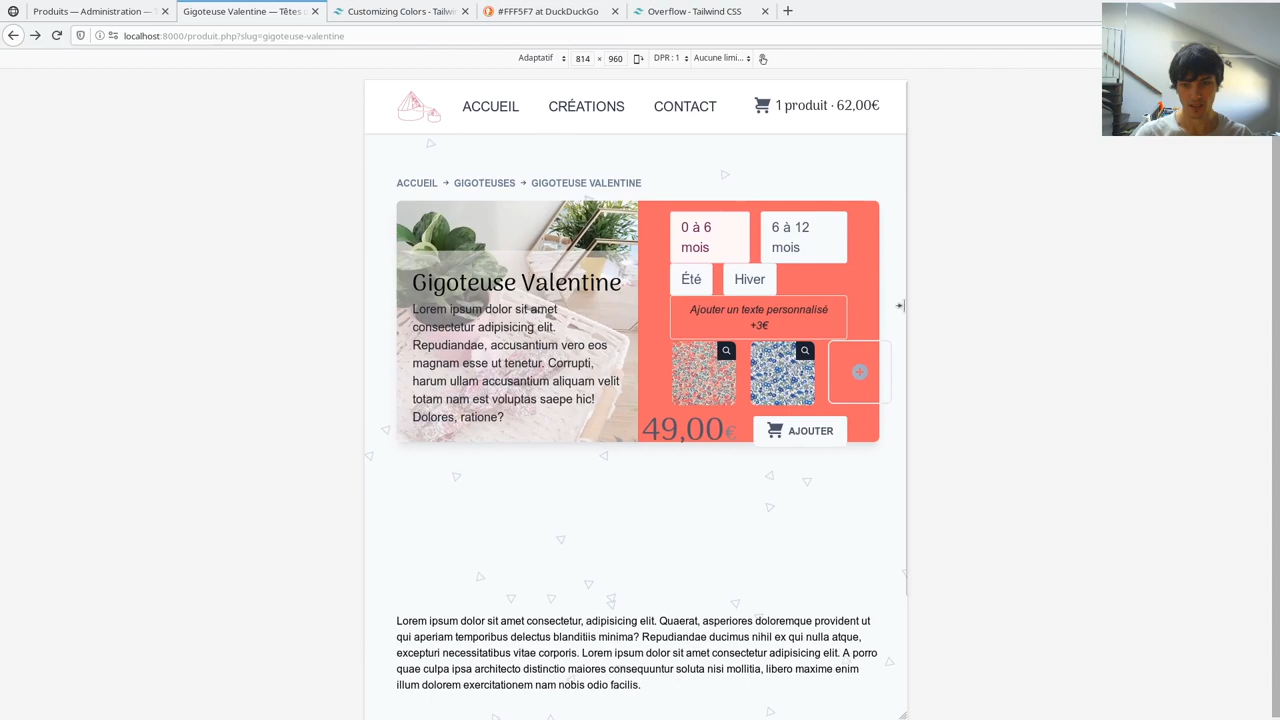 Produits — Administration —
Gigoteuse Valentine — Têtes
Customizing Colors - Tailwind
#FFF5F7 at DuckDuckGo
Overflow - Tailwind CSS
localhost:8000/produit.php?slug=gigoteuse-valentine
Adaptatif 814 × 960 DPR : 1 Aucune limi...
ACCUEIL CRÉATIONS CONTACT 1 produit · 62,00€
ACCUEIL → GIGOTEUSES → GIGOTEUSE VALENTINE
Gigoteuse Valentine
Lorem ipsum dolor sit amet
consectetur adipisicing elit.
Repudiandae, accusantium vero eos
magnam esse ut tenetur. Corrupti,
harum ullam accusantium aliquam velit
totam nam est voluptas saepe hic!
Dolores, ratione?
0 à 6
mois
6 à 12
mois
Été
Hiver
Ajouter un texte personnalisé
+3€
49,00€
AJOUTER
Lorem ipsum dolor sit amet consectetur, adipisicing elit. Quaerat, asperiores doloremque provident ut
qui aperiam temporibus delectus blanditiis minima? Repudiandae ducimus nihil ex qui nulla atque,
excepturi necessitatibus vitae corporis. Lorem ipsum dolor sit amet consectetur adipisicing elit. A porro
quae culpa ipsa architecto distinctio maiores consequuntur soluta nisi mollitia, libero maxime enim
illum dolorem exercitationem nam nobis odio facilis.